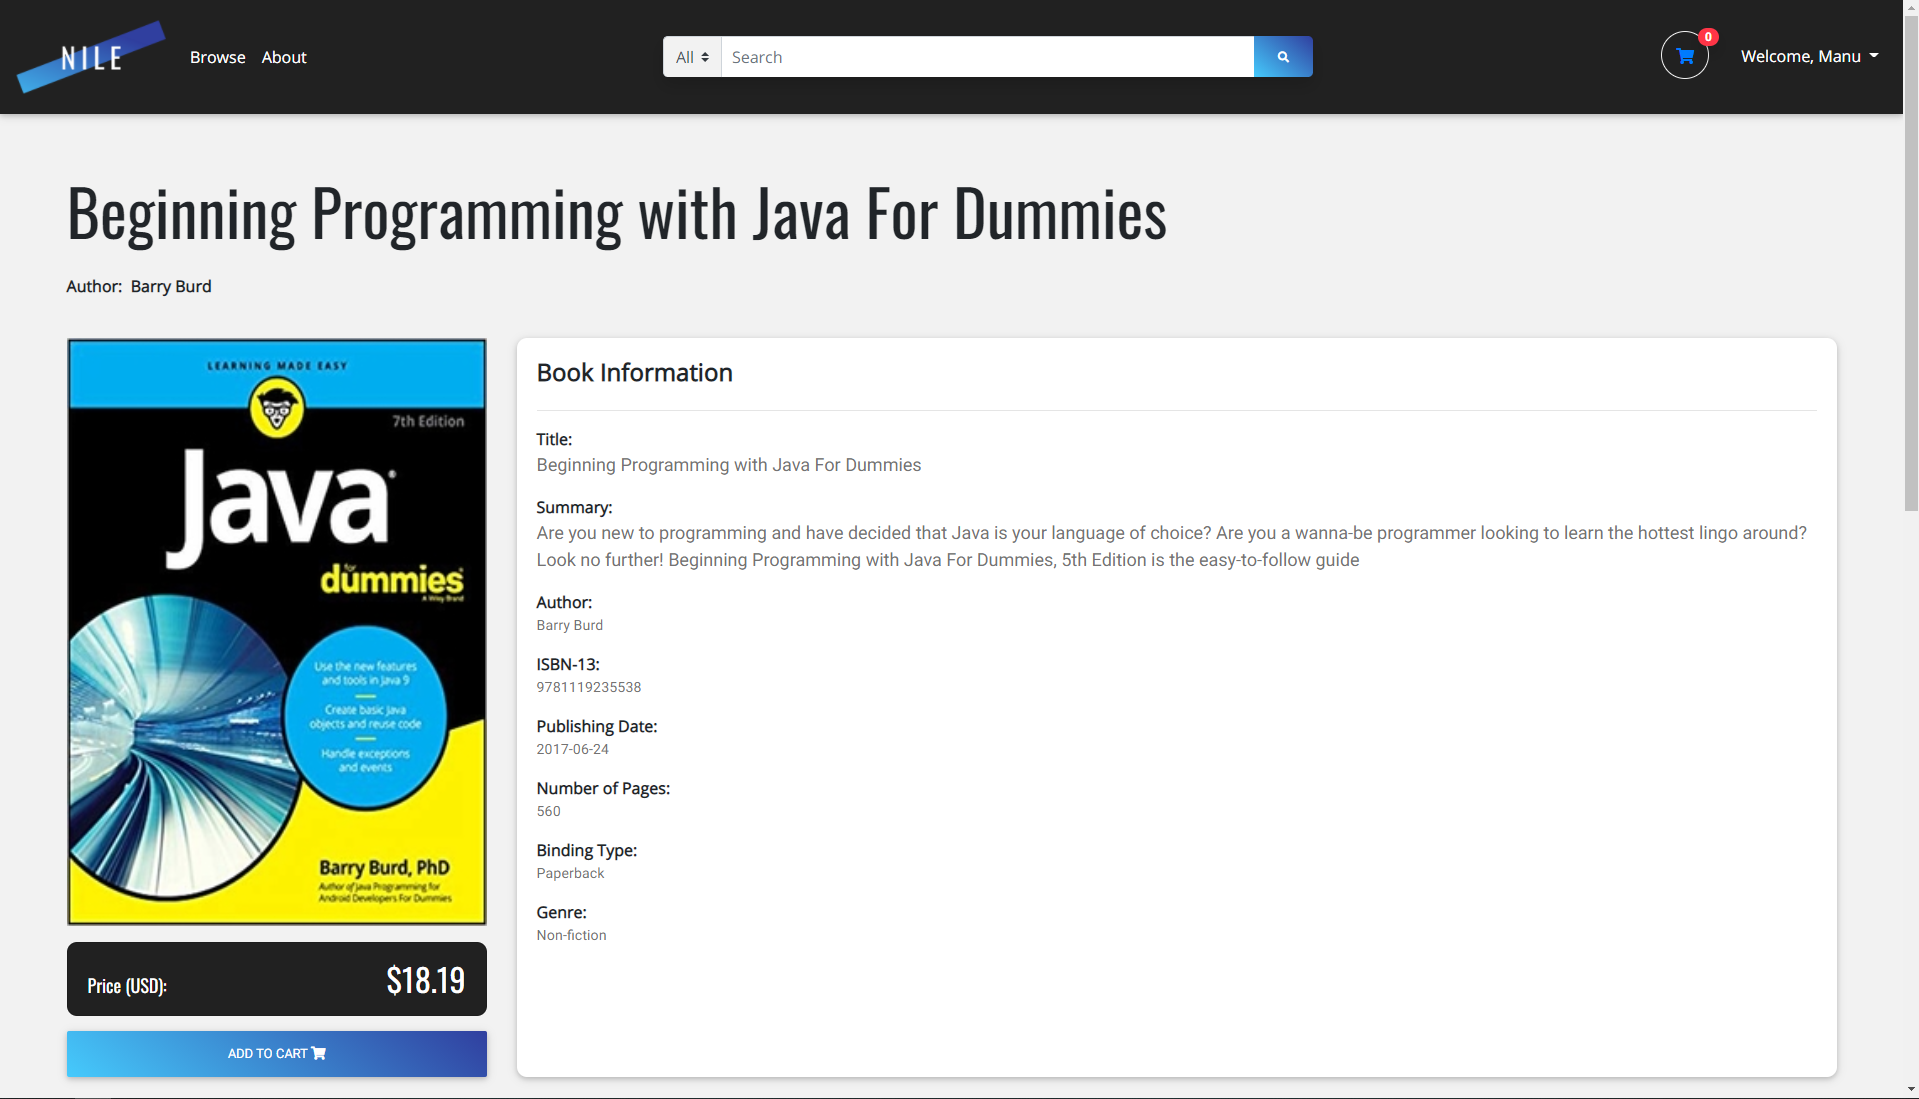 NILE
Browse About
All Search
0
Welcome, Manu
Beginning Programming with Java For Dummies
Author: Barry Burd
LEARNING MADE EASY
7th Edition
Java®
for
dummies®
A Wiley Brand
Use the new features
and tools in Java 9
Create basic Java
objects and reuse code
Handle exceptions
and events
Barry Burd, PhD
Author of Java Programming for
Android Developers For Dummies
Price (USD): $18.19
ADD TO CART
Book Information
Title:
Beginning Programming with Java For Dummies
Summary:
Are you new to programming and have decided that Java is your language of choice? Are you a wanna-be programmer looking to learn the hottest lingo around?
Look no further! Beginning Programming with Java For Dummies, 5th Edition is the easy-to-follow guide
Author:
Barry Burd
ISBN-13:
9781119235538
Publishing Date:
2017-06-24
Number of Pages:
560
Binding Type:
Paperback
Genre:
Non-fiction